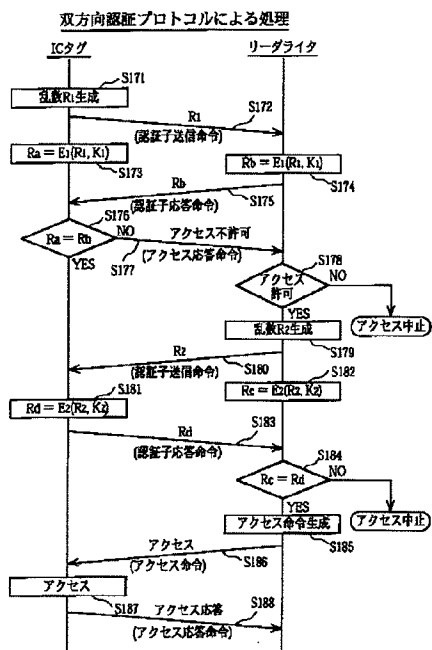 双方向認証プロトコルによる処理
ICタグ
リーダライタ
S171
乱数R1生成
R1
S172
(認証子送信命令)
Ra = E1(R1, K1)
S173
Rb = E1(R1, K1)
S174
Rb
S175
(認証子応答命令)
S176
Ra = Rb
NO
アクセス不許可
YES
S177
(アクセス応答命令)
S178
アクセス
許可
NO
YES
アクセス中止
乱数R2生成
S179
R2
S180
(認証子送信命令)
S182
Rc = E2(R2, K2)
S181
Rd = E2(R2, K2)
Rd
S183
(認証子応答命令)
S184
Rc = Rd
NO
YES
アクセス中止
アクセス命令生成
S185
アクセス
S186
(アクセス命令)
アクセス
S187
アクセス応答
S188
(アクセス応答命令)